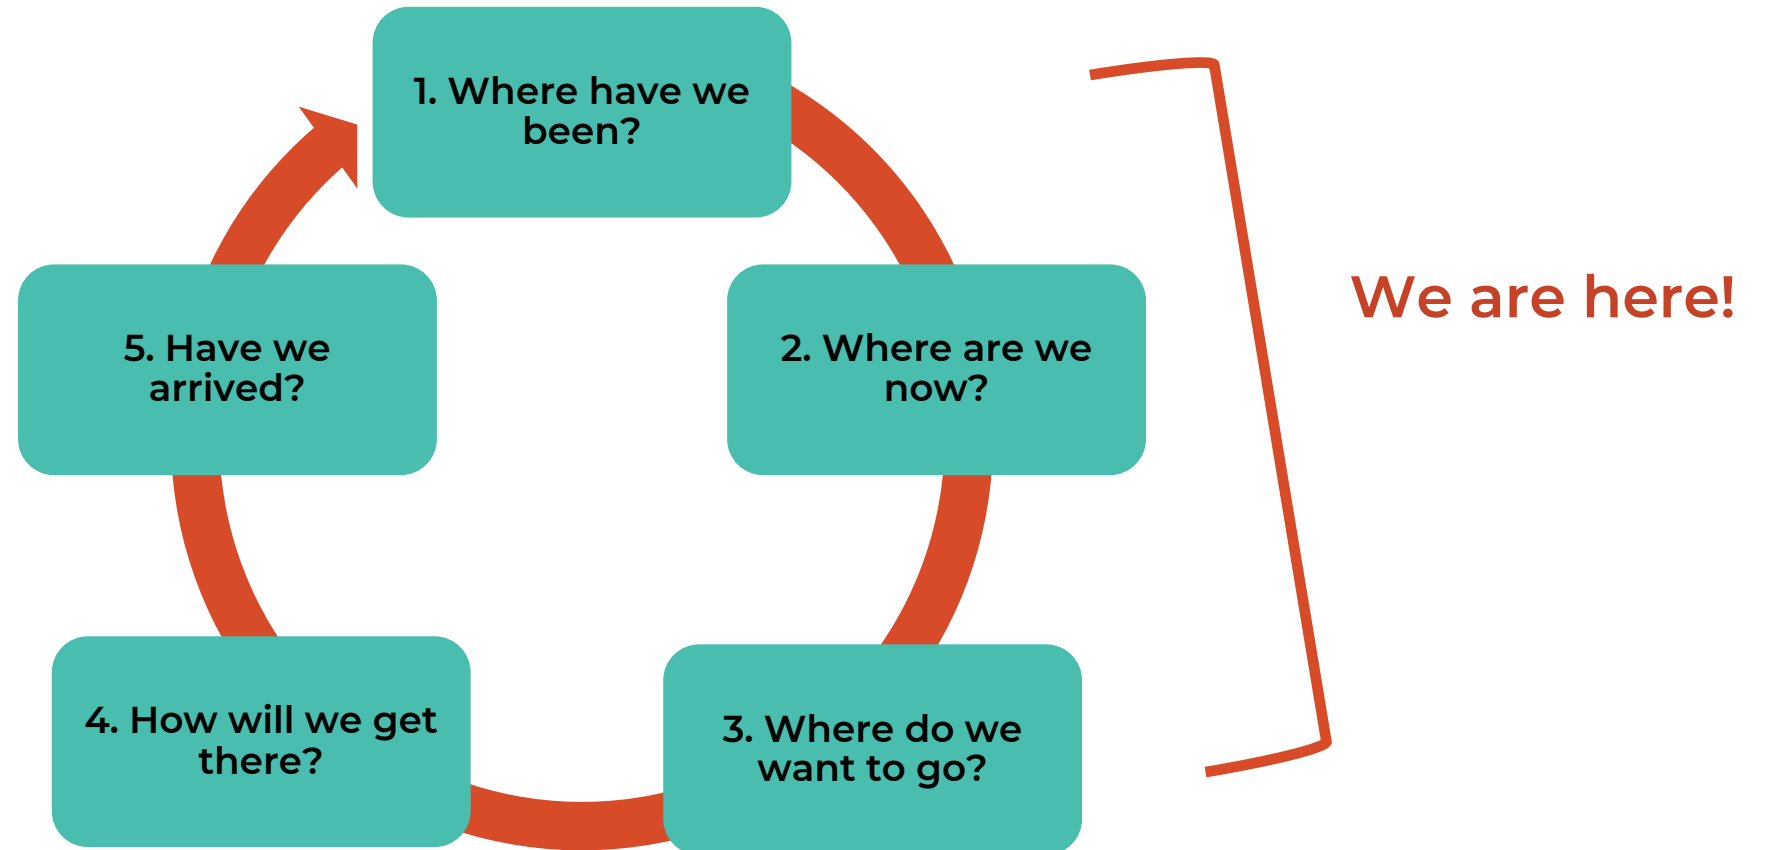 1. Where have we
been?
2. Where are we
now?
3. Where do we
want to go?
4. How will we get
there?
5. Have we
arrived?
We are here!